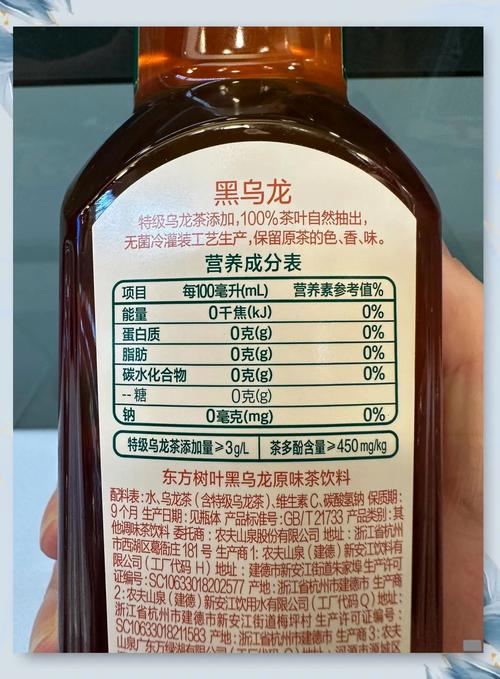 黑乌龙
特级乌龙茶添加,100%茶叶自然抽出,
无菌冷灌装工艺生产,保留原茶的色、香、味。
营养成分表
项目 每100毫升(mL) 营养素参考值%
能量 0千焦(kJ) 0%
蛋白质 0克(g) 0%
脂肪 0克(g) 0%
碳水化合物 0克(g) 0%
--糖 0克(g)
钠 0毫克(mg) 0%
特级乌龙茶添加量≥3g/L 茶多酚含量≥450mg/kg
东方树叶黑乌龙原味茶饮料
配料表:水、乌龙茶(含特级乌龙茶)、维生素C、碳酸氢钠 保质期:
9个月 生产日期:见瓶体 产品标准号:GB/T21733 产品类别:其
他调味茶饮料 委托商:农夫山泉股份有限公司 地址:浙江省杭州
市西湖区葛衙庄181号 生产商1:农夫山泉(建德)新安江饮料有
限公司(工厂代码H) 地址:建德市新安江街道朱家埠 生产许可
证编号:SC10633018202577 产地:浙江省杭州市建德市 生产商
2:农夫山泉(建德)新安江饮用水有限公司(工厂代码Q) 地址:
浙江省杭州市建德市新安江街道梅坪村 生产许可证编号:
SC10633018211583 产地:浙江省杭州市建德市 生产商3:农夫
山泉广东万绿湖有限公司